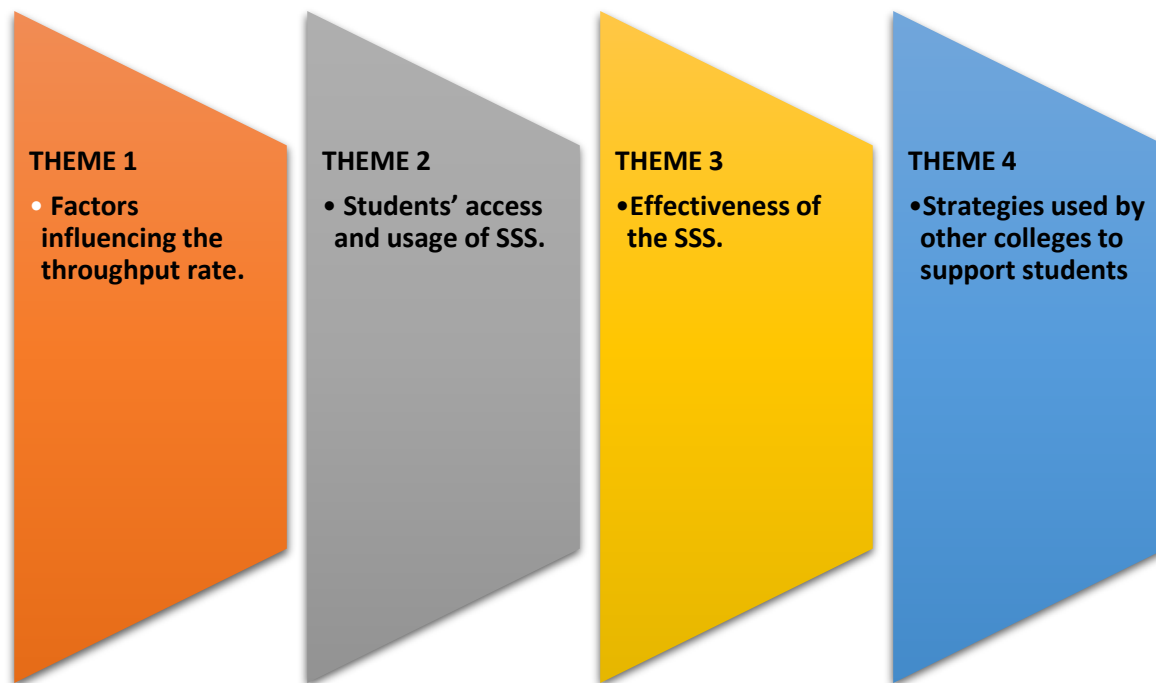 THEME 1
• Factors
influencing the
throughput rate.
THEME 2
• Students’ access
and usage of SSS.
THEME 3
•Effectiveness of
the SSS.
THEME 4
•Strategies used by
other colleges to
support students